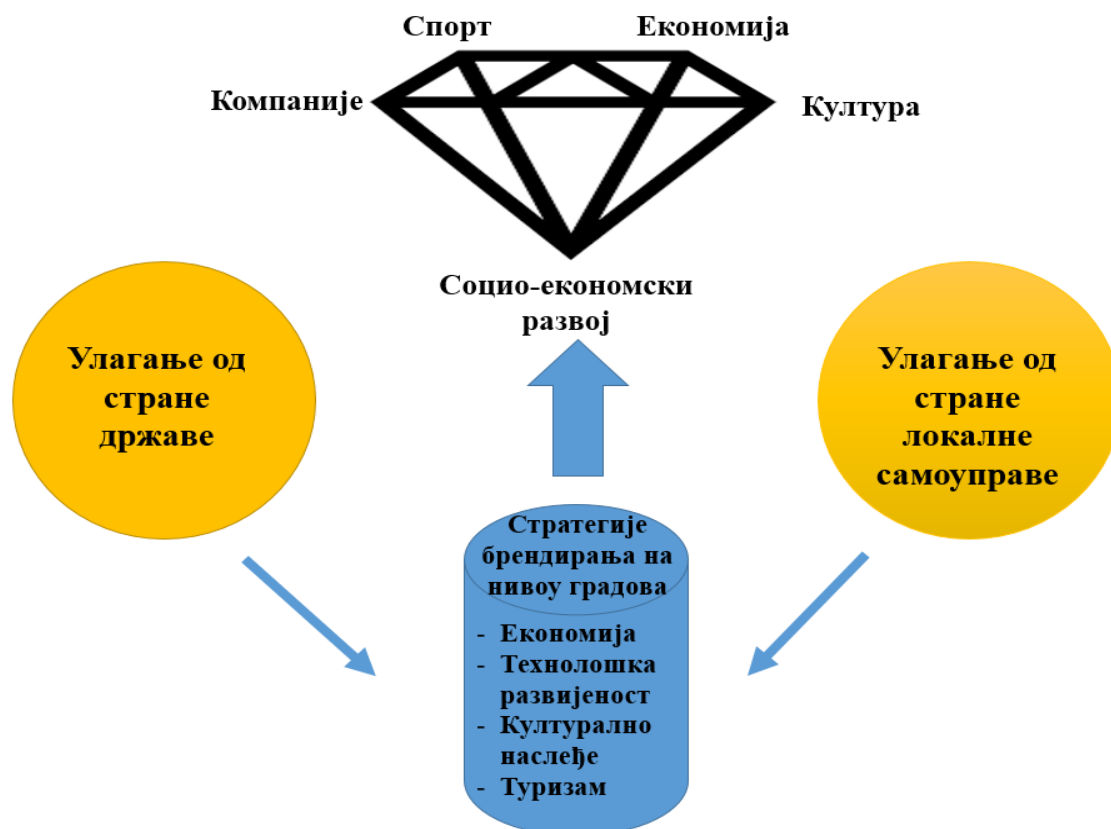 Спорт
Економија
Компаније
Култура
Социо-економски
развој
Улагање од
стране
државе
Улагање од
стране
локалне
самоуправе
Стратегије
брендирања на
нивоу градова
- Економија
- Технолошка
развијеност
- Културално
наслеђе
- Туризам